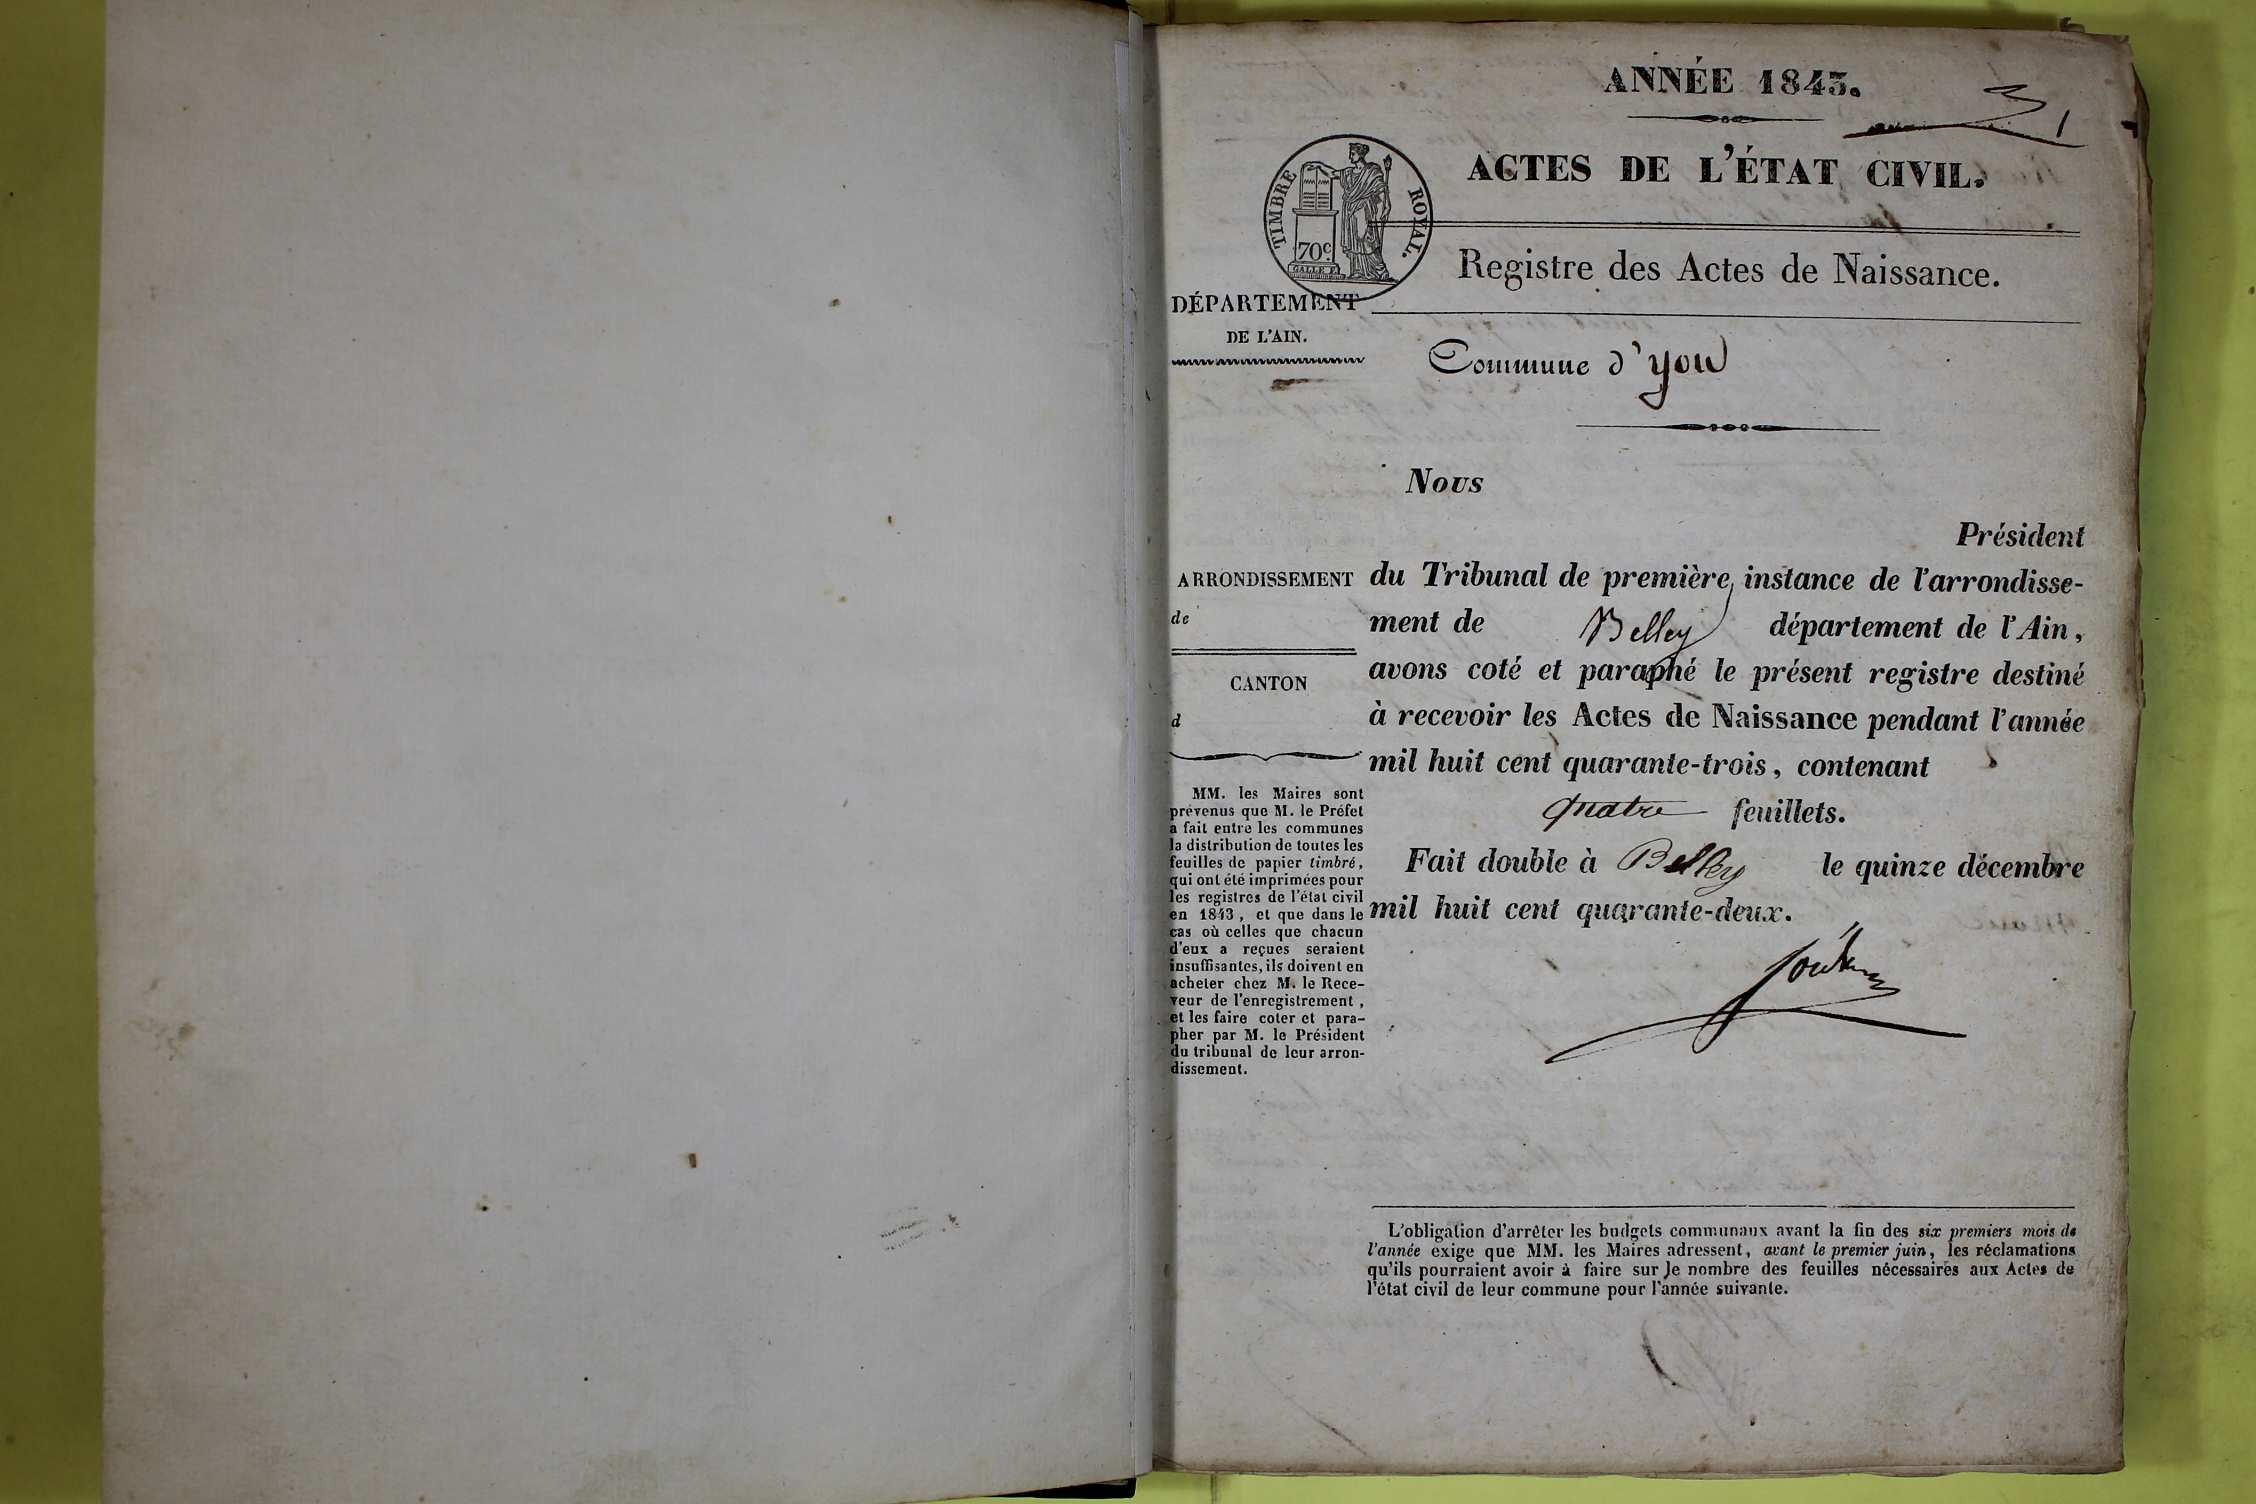 ANNÉE 1843.
1
ACTES DE L'ÉTAT CIVIL.
TIMBRE ROYAL.
70c.
GALLE F.
Registre des Actes de Naissance.
DÉPARTEMENT
DE L'AIN.
Commune d'yon
Nous
Président
ARRONDISSEMENT
de
CANTON
d
du Tribunal de première instance de l'arrondisse-
ment de Belley département de l'Ain,
avons coté et paraphé le présent registre destiné
à recevoir les Actes de Naissance pendant l'année
mil huit cent quarante-trois, contenant
quatre feuillets.
Fait double à Belley le quinze décembre
mil huit cent quarante-deux.
MM. les Maires sont
prévenus que M. le Préfet
a fait entre les communes
la distribution de toutes les
feuilles de papier timbré,
qui ont été imprimées pour
les registres de l'état civil
en 1843, et que dans le
cas où celles que chacun
d'eux a reçues seraient
insuffisantes, ils doivent en
acheter chez M. le Rece-
veur de l'enregistrement,
et les faire coter et para-
pher par M. le Président
du tribunal de leur arron-
dissement.
L'obligation d'arrêter les budgets communaux avant la fin des six premiers mois de
l'année exige que MM. les Maires adressent, avant le premier juin, les réclamations
qu'ils pourraient avoir à faire sur le nombre des feuilles nécessaires aux Actes de
l'état civil de leur commune pour l'année suivante.